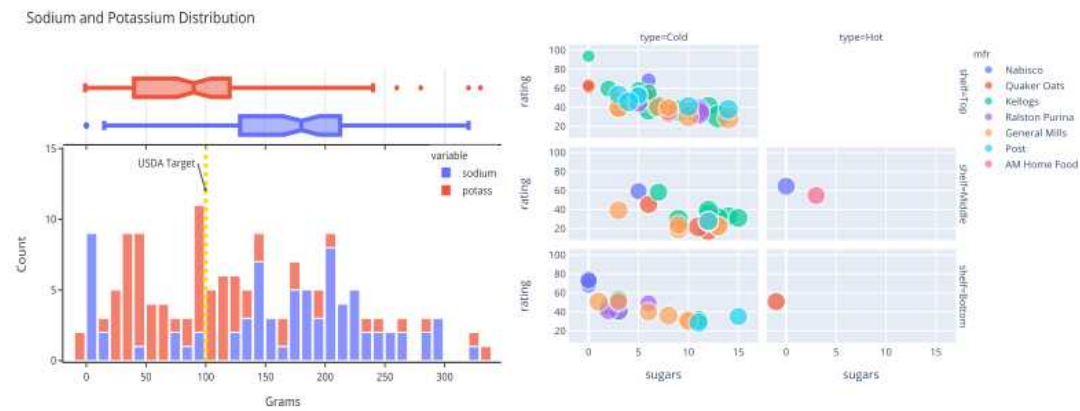 Sodium and Potassium Distribution
15
10
5
0
Count
0
50
100
150
200
250
300
Grams
USDA Target
variable
sodium
potass
type=Cold
type=Hot
100
80
60
40
20
rating
shelf=Top
100
80
60
40
20
rating
shelf=Middle
100
80
60
40
20
rating
shelf=Bottom
0
5
10
15
0
5
10
15
sugars
sugars
mfr
Nabisco
Quaker Oats
Kellogs
Ralston Purina
General Mills
Post
AM Home Food